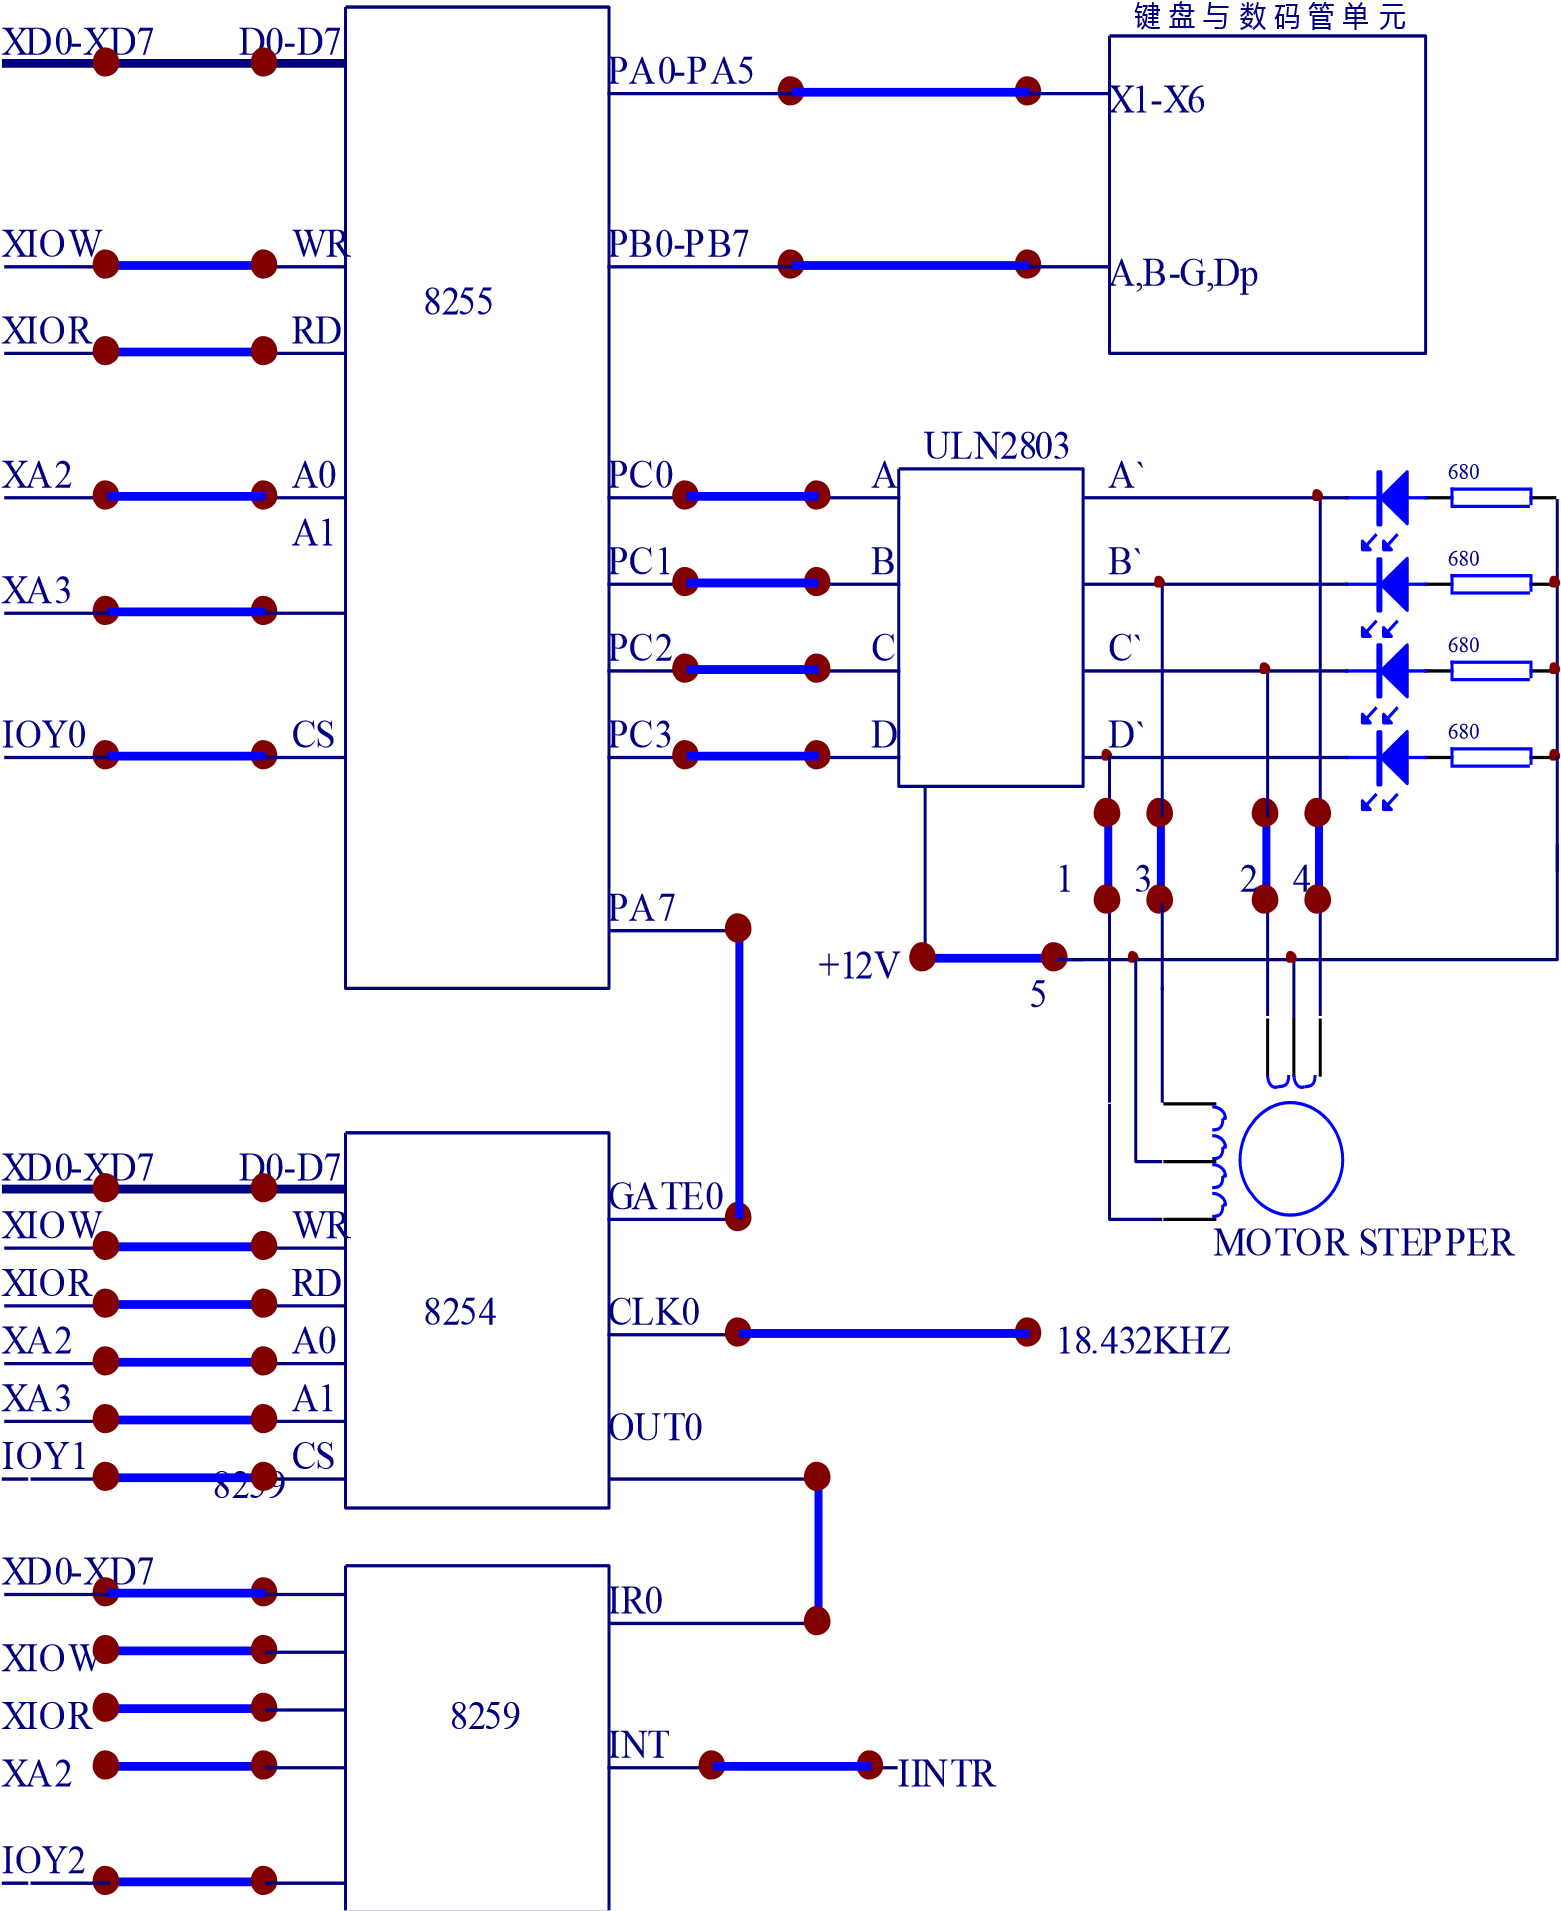 键盘与数码管单元
XD0-XD7 D0-D7
PA0-PA5
X1-X6
XIOW WR
PB0-PB7
A,B-G,Dp
8255
XIOR RD
ULN2803
XA2 A0
PC0 A A` 680
A1
PC1 B B` 680
XA3
PC2 C C` 680
IOY0 CS
PC3 D D` 680
1 3 2 4
PA7
+12V
5
XD0-XD7 D0-D7
GATE0
XIOW WR
MOTOR STEPPER
XIOR RD
8254
CLK0
18.432KHZ
XA2 A0
XA3 A1
OUT0
IOY1 CS
8259
XD0-XD7
IR0
XIOW
XIOR
8259
INT
IINTR
XA2
IOY2